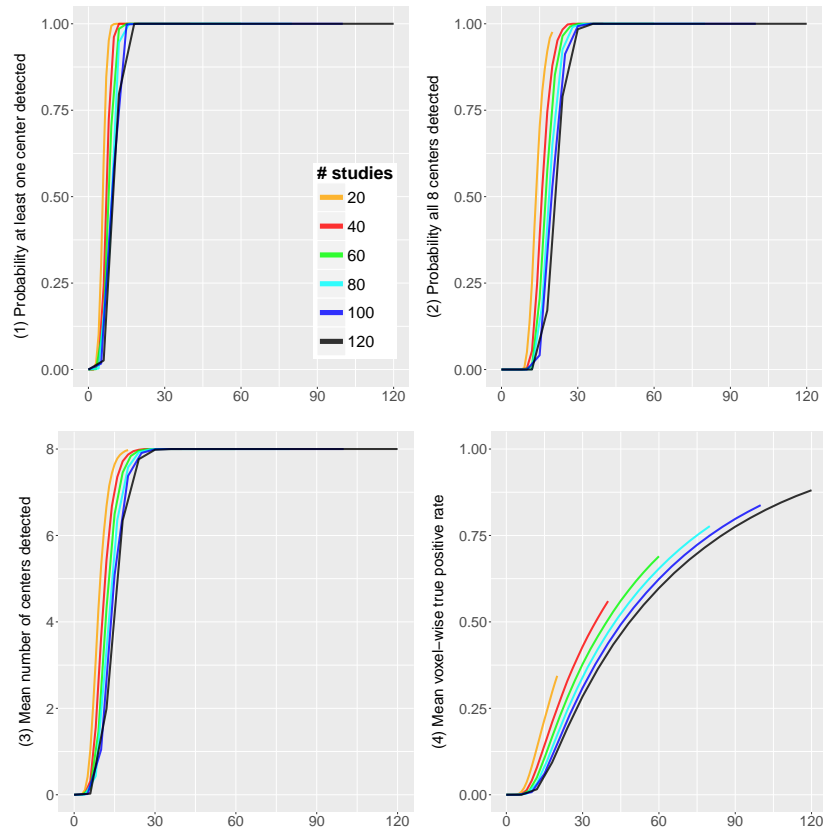 (1) Probability at least one center detected
1.00
0.75
0.50
0.25
0.00
0 30 60 90 120
# studies
20
40
60
80
100
120
(2) Probability all 8 centers detected
1.00
0.75
0.50
0.25
0.00
0 30 60 90 120
(3) Mean number of centers detected
8
6
4
2
0
0 30 60 90 120
(4) Mean voxel−wise true positive rate
1.00
0.75
0.50
0.25
0.00
0 30 60 90 120